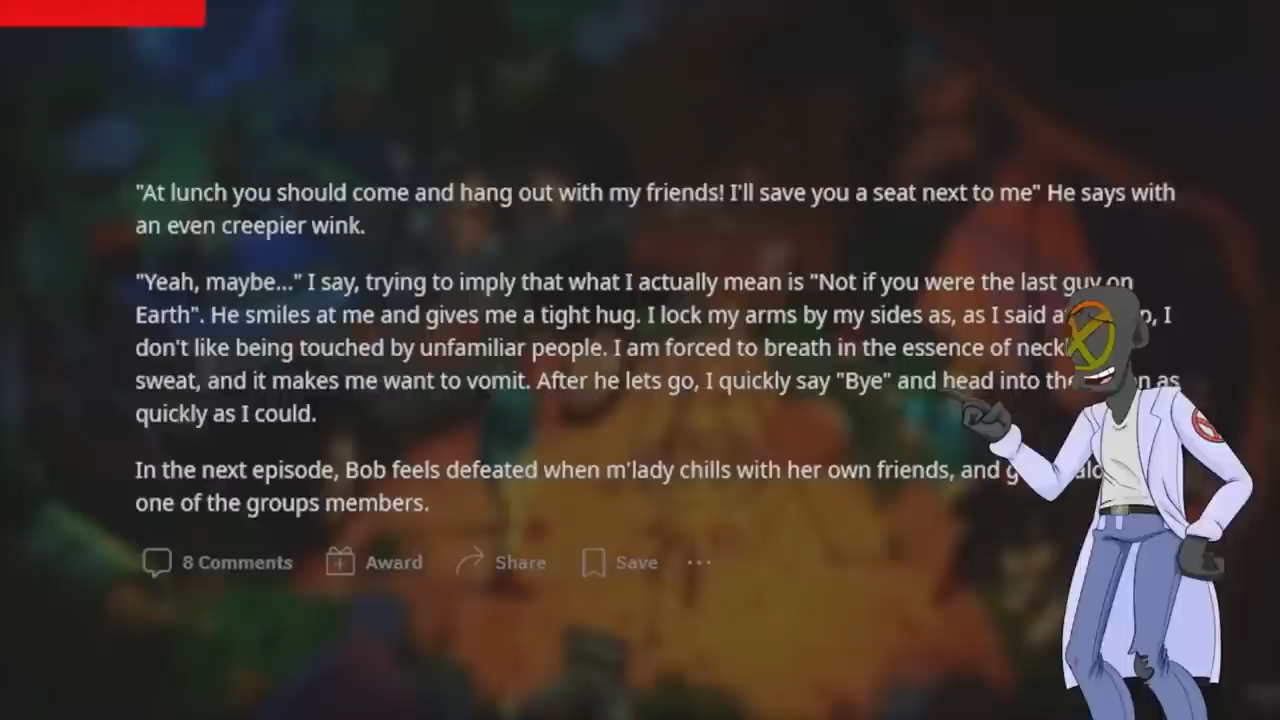 "At lunch you should come and hang out with my friends! I'll save you a seat next to me" He says with
an even creepier wink.
"Yeah, maybe..." I say, trying to imply that what I actually mean is "Not if you were the last guy on
Earth". He smiles at me and gives me a tight hug. I lock my arms by my sides as, as I said I
don't like being touched by unfamiliar people. I am forced to breath in the essence of
sweat, and it makes me want to vomit. After he lets go, I quickly say "Bye" and head into as
quickly as I could.
In the next episode, Bob feels defeated when m'lady chills with her own friends, and
one of the groups members.
8 Comments Award Share Save ...